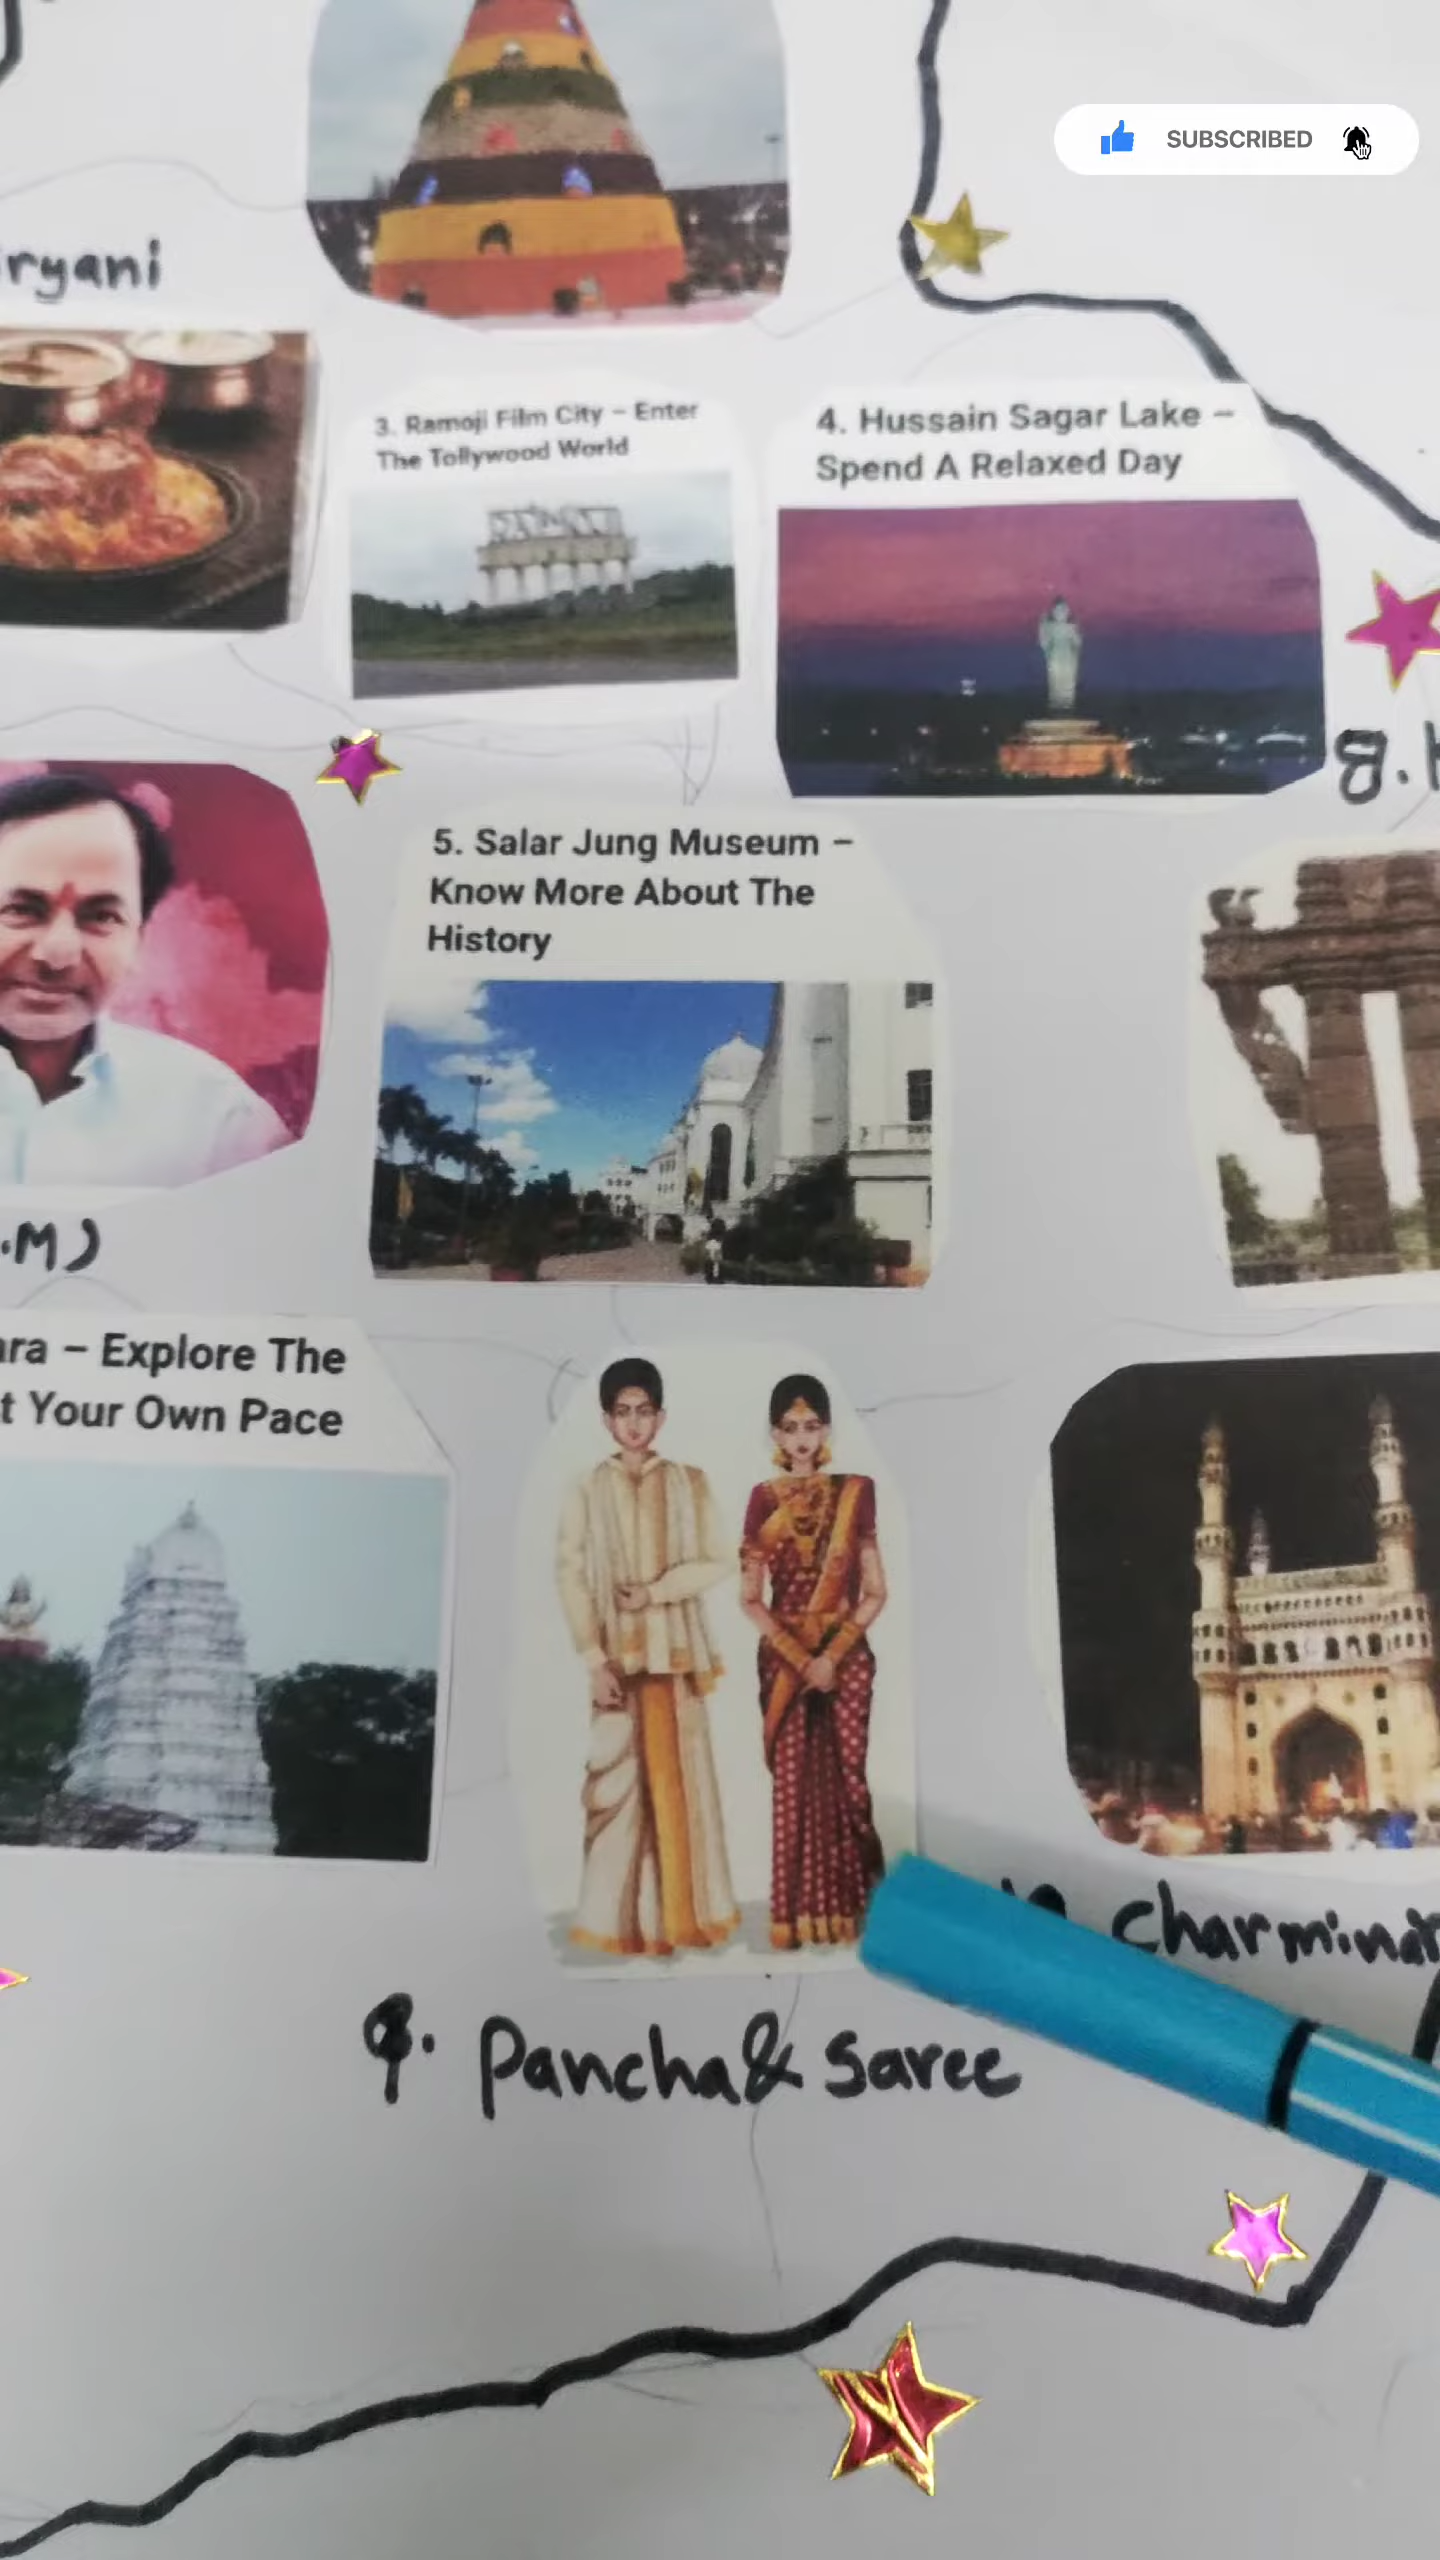 SUBSCRIBED
ryani
3. Ramoji Film City – Enter
The Tollywood World
4. Hussain Sagar Lake –
Spend A Relaxed Day
8.
5. Salar Jung Museum –
Know More About The
History
.M)
ara – Explore The
t Your Own Pace
charminar
9. Pancha & Saree